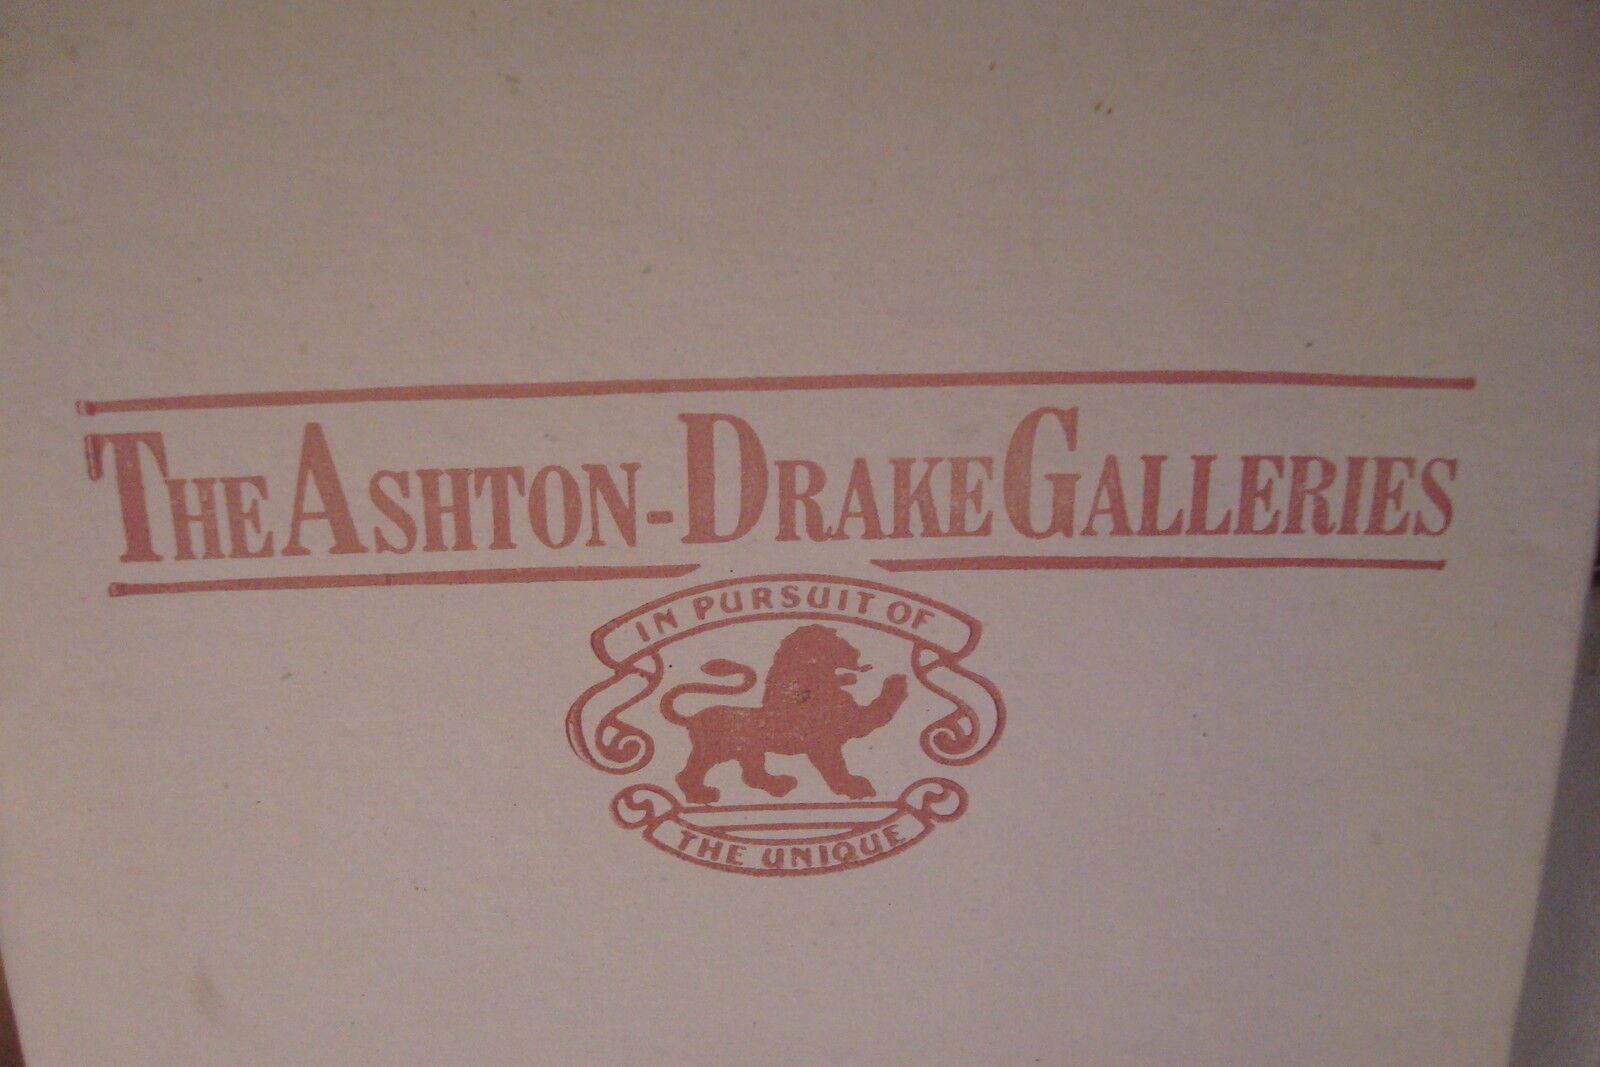 THE ASHTON-DRAKE GALLERIES
IN PURSUIT OF
THE UNIQUE